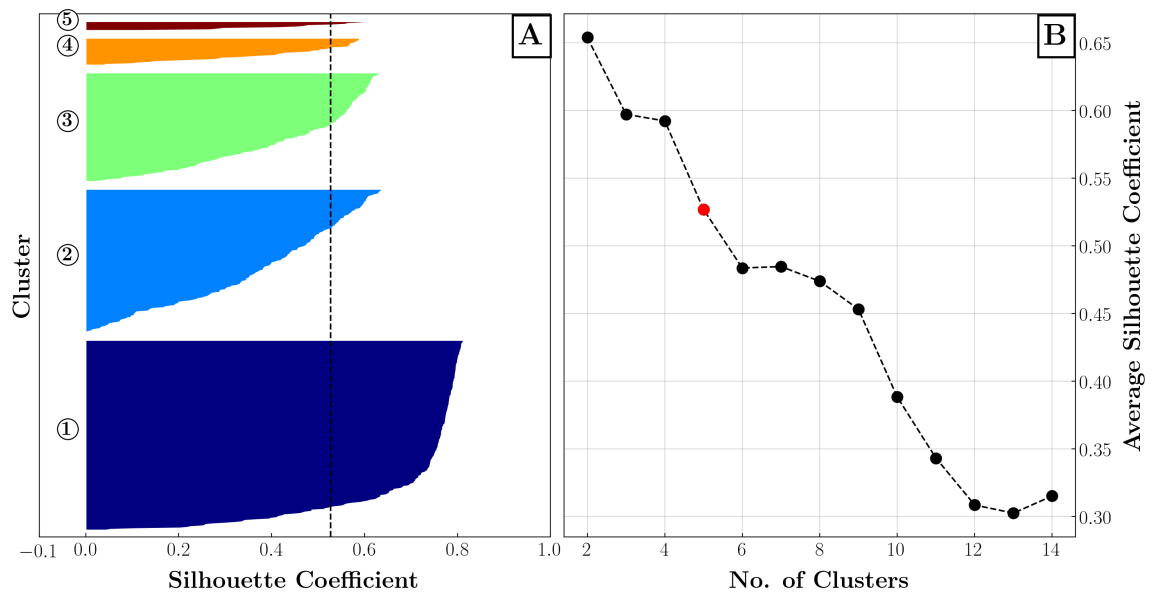 A
⑤
④
③
②
①
Cluster
−0.1 0.0 0.2 0.4 0.6 0.8 1.0
Silhouette Coefficient
B
0.65
0.60
0.55
0.50
0.45
0.40
0.35
0.30
Average Silhouette Coefficient
2 4 6 8 10 12 14
No. of Clusters